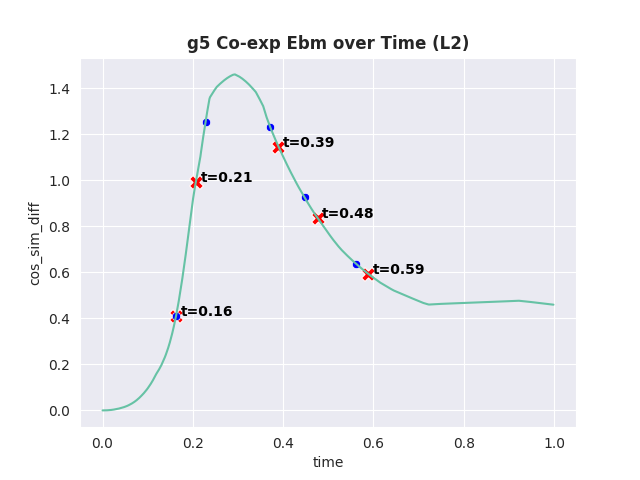 g5 Co-exp Ebm over Time (L2)
cos_sim_diff
1.4
1.2
1.0
0.8
0.6
0.4
0.2
0.0
t=0.39
t=0.21
t=0.48
t=0.59
t=0.16
0.0 0.2 0.4 0.6 0.8 1.0
time